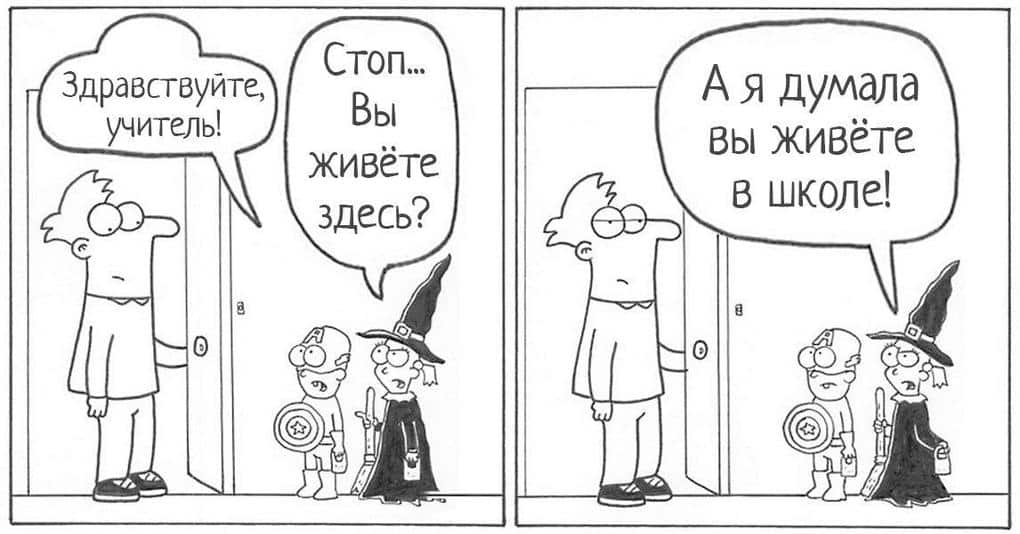 Здравствуйте,
учитель!
Стоп...
Вы
живёте
здесь?
А я думала
вы живёте
в школе!
A
A